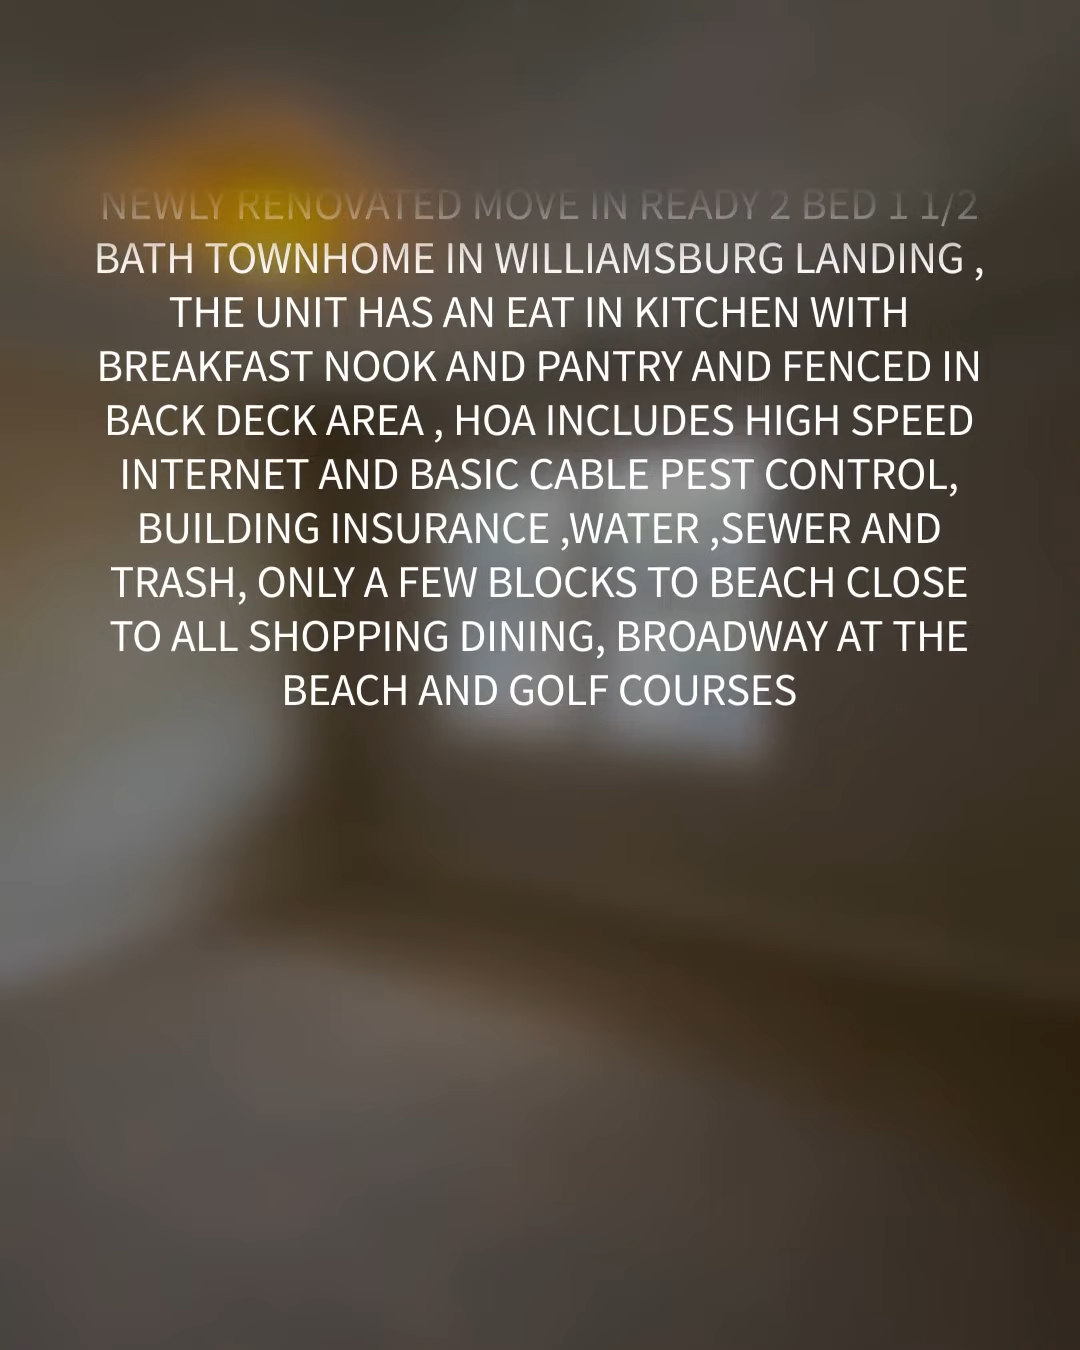 NEWLY RENOVATED MOVE IN READY 2 BED 1 1/2
BATH TOWNHOME IN WILLIAMSBURG LANDING ,
THE UNIT HAS AN EAT IN KITCHEN WITH
BREAKFAST NOOK AND PANTRY AND FENCED IN
BACK DECK AREA , HOA INCLUDES HIGH SPEED
INTERNET AND BASIC CABLE PEST CONTROL,
BUILDING INSURANCE ,WATER ,SEWER AND
TRASH, ONLY A FEW BLOCKS TO BEACH CLOSE
TO ALL SHOPPING DINING, BROADWAY AT THE
BEACH AND GOLF COURSES